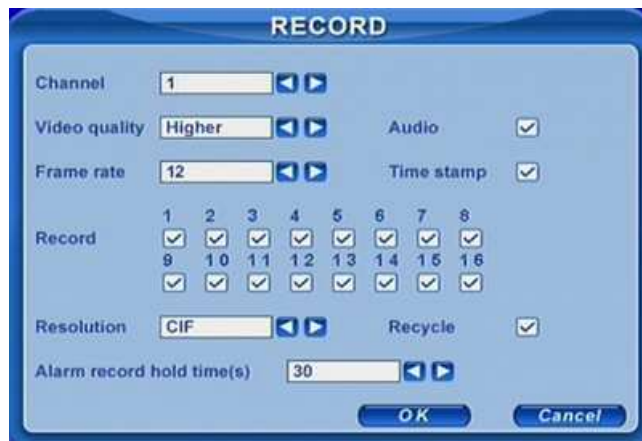 RECORD
Channel 1
Video quality Higher Audio
Frame rate 12 Time stamp
1 2 3 4 5 6 7 8
Record
9 10 11 12 13 14 15 16
Resolution CIF Recycle
Alarm record hold time(s) 30
OK Cancel